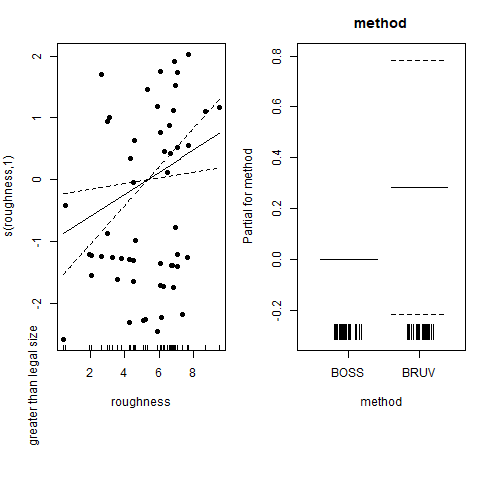 method
s(roughness,1)
greater than legal size
2
1
0
-1
-2
2
4
6
8
roughness
Partial for method
0.8
0.6
0.4
0.2
0.0
-0.2
BOSS
BRUV
method